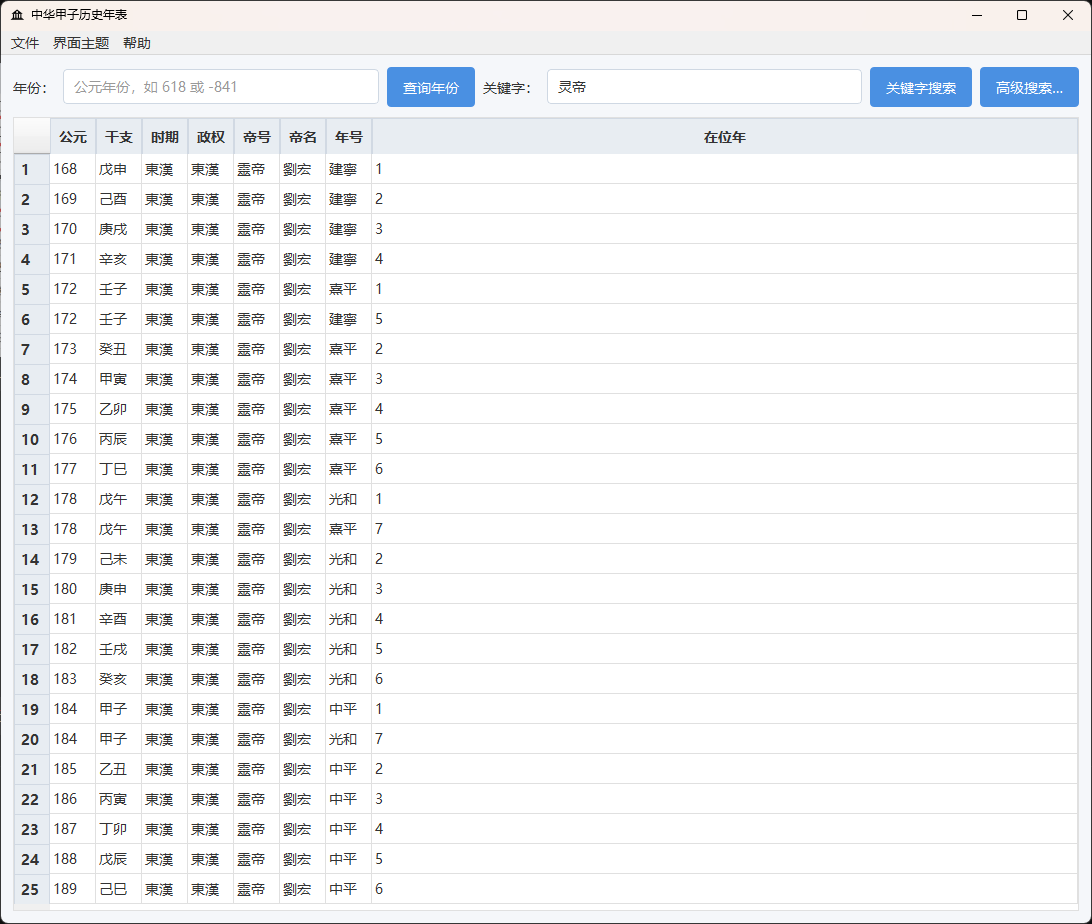 中华甲子历史年表
文件 界面主题 帮助
年份： 公元年份，如 618 或 -841 查询年份 关键字： 灵帝 关键字搜索 高级搜索...
公元 干支 时期 政权 帝号 帝名 年号 在位年
1 168 戊申 東漢 東漢 靈帝 劉宏 建寧 1
2 169 己酉 東漢 東漢 靈帝 劉宏 建寧 2
3 170 庚戌 東漢 東漢 靈帝 劉宏 建寧 3
4 171 辛亥 東漢 東漢 靈帝 劉宏 建寧 4
5 172 壬子 東漢 東漢 靈帝 劉宏 熹平 1
6 172 壬子 東漢 東漢 靈帝 劉宏 建寧 5
7 173 癸丑 東漢 東漢 靈帝 劉宏 熹平 2
8 174 甲寅 東漢 東漢 靈帝 劉宏 熹平 3
9 175 乙卯 東漢 東漢 靈帝 劉宏 熹平 4
10 176 丙辰 東漢 東漢 靈帝 劉宏 熹平 5
11 177 丁巳 東漢 東漢 靈帝 劉宏 熹平 6
12 178 戊午 東漢 東漢 靈帝 劉宏 光和 1
13 178 戊午 東漢 東漢 靈帝 劉宏 熹平 7
14 179 己未 東漢 東漢 靈帝 劉宏 光和 2
15 180 庚申 東漢 東漢 靈帝 劉宏 光和 3
16 181 辛酉 東漢 東漢 靈帝 劉宏 光和 4
17 182 壬戌 東漢 東漢 靈帝 劉宏 光和 5
18 183 癸亥 東漢 東漢 靈帝 劉宏 光和 6
19 184 甲子 東漢 東漢 靈帝 劉宏 中平 1
20 184 甲子 東漢 東漢 靈帝 劉宏 光和 7
21 185 乙丑 東漢 東漢 靈帝 劉宏 中平 2
22 186 丙寅 東漢 東漢 靈帝 劉宏 中平 3
23 187 丁卯 東漢 東漢 靈帝 劉宏 中平 4
24 188 戊辰 東漢 東漢 靈帝 劉宏 中平 5
25 189 己巳 東漢 東漢 靈帝 劉宏 中平 6